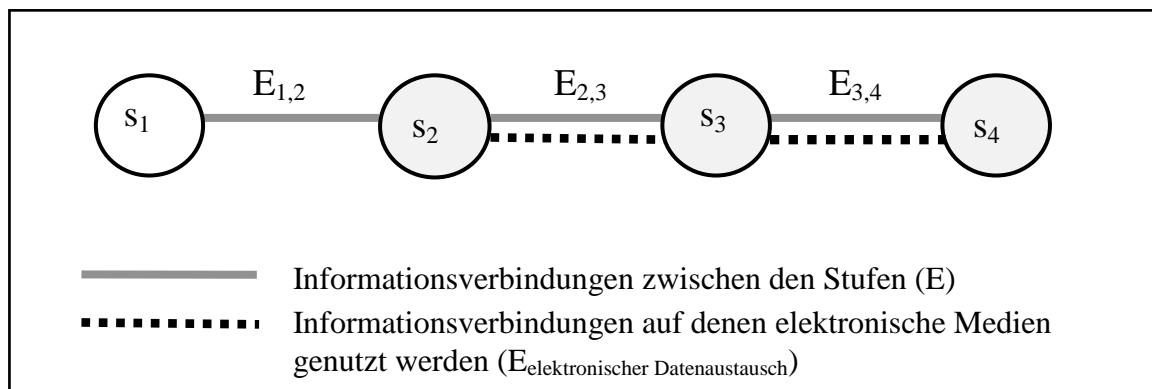 E1,2 E2,3 E3,4
s1 s2 s3 s4
Informationsverbindungen zwischen den Stufen (E)
Informationsverbindungen auf denen elektronische Medien
genutzt werden (Eelektronischer Datenaustausch)